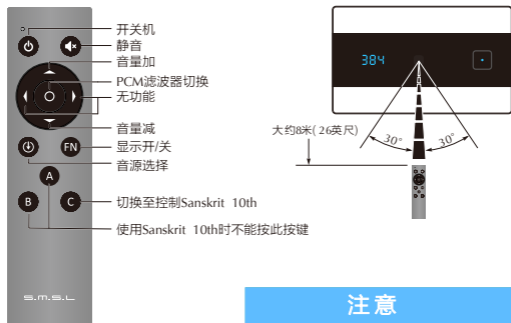 开关机
静音
音量加
PCM滤波器切换
无功能
音量减
显示开/关
音源选择
FN
A
B
C
切换至控制Sanskrit 10th
使用Sanskrit 10th时不能按此按键
S.M.S.L
384
大约8米( 26英尺)
30°
30°
注意